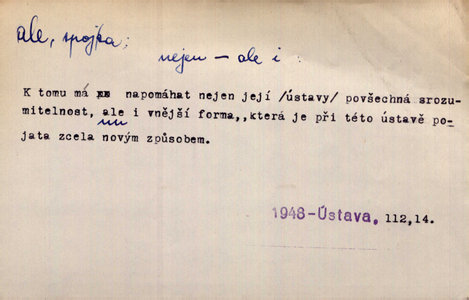 ale, spojka:
nejen – ale i :
K tomu má napomáhat nejen její /ústavy/ povšechná srozu-
mitelnost, ale i vnější forma,,která je při této ústavě po-
jata zcela novým způsobem.
1948-Ústava, 112,14.